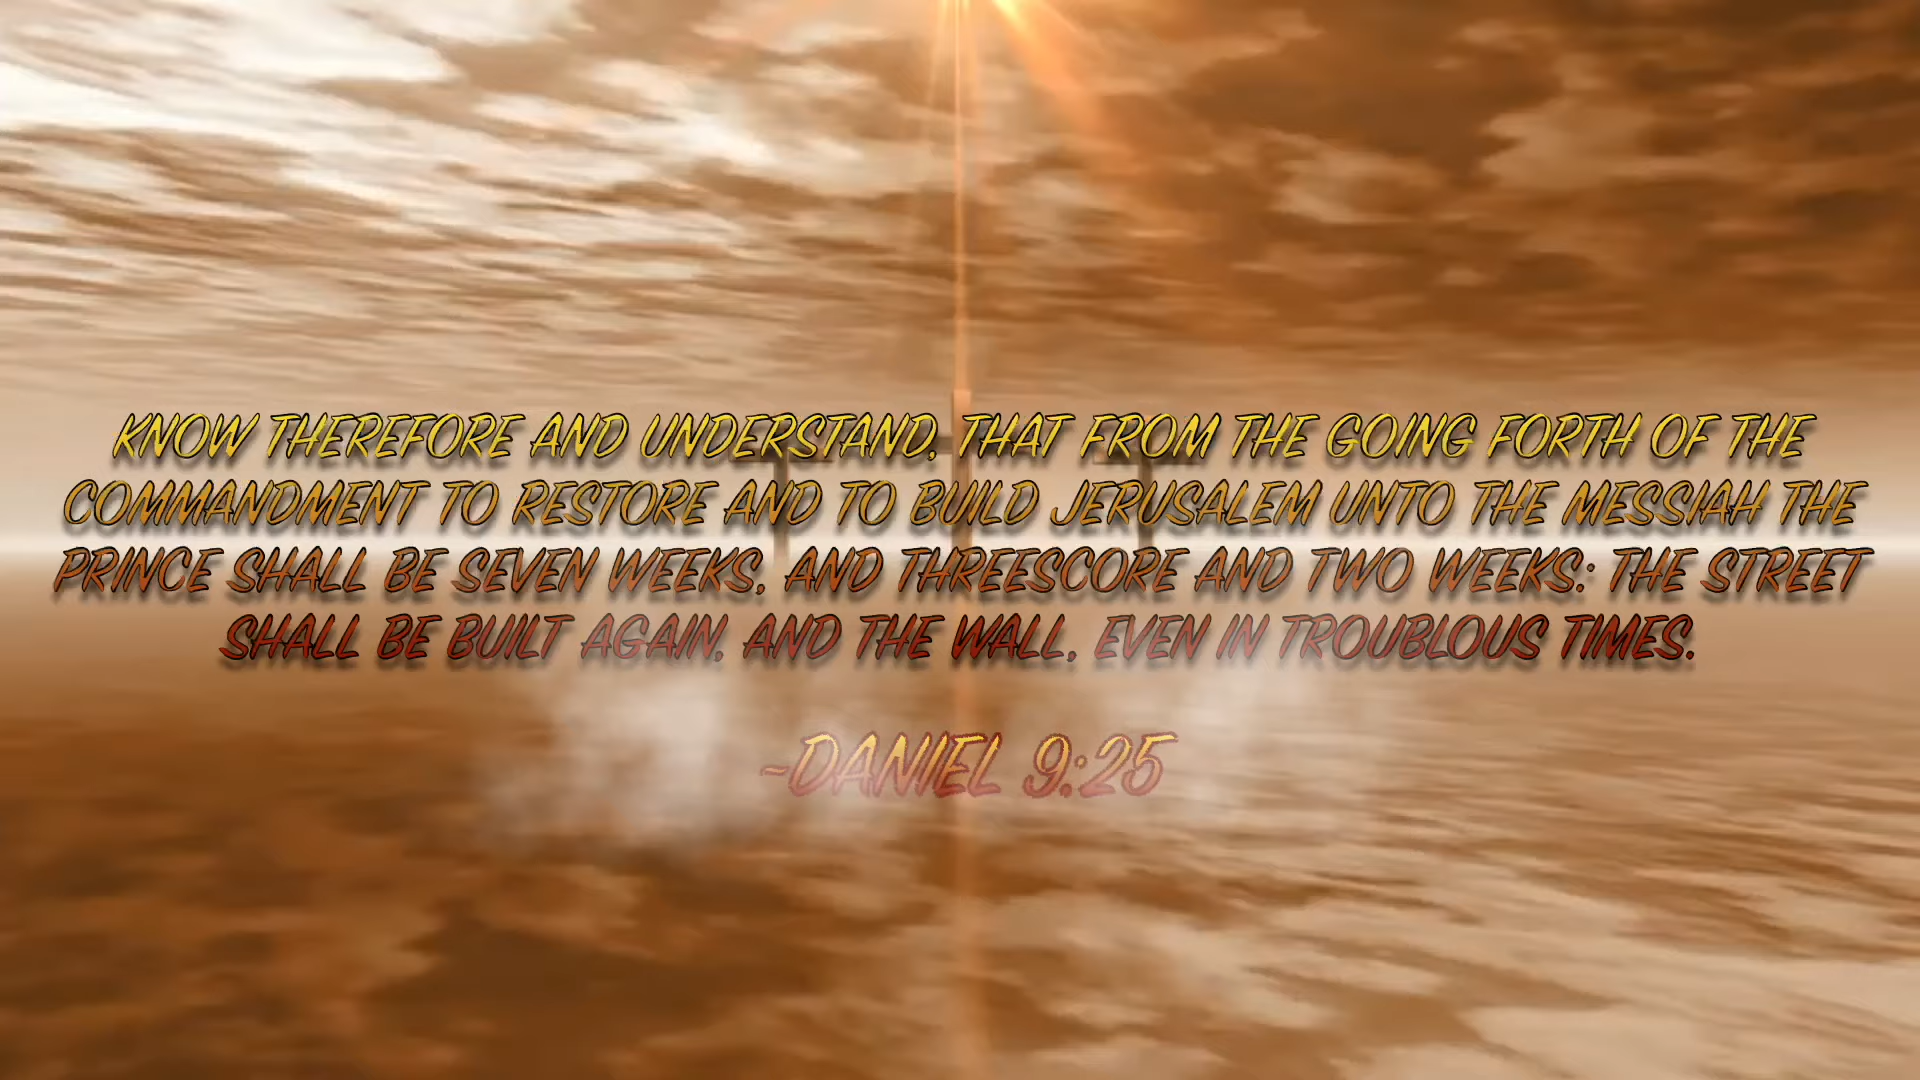 KNOW THEREFORE AND UNDERSTAND, THAT FROM THE GOING FORTH OF THE
COMMANDMENT TO RESTORE AND TO BUILD JERUSALEM UNTO THE MESSIAH THE
PRINCE SHALL BE SEVEN WEEKS, AND THREESCORE AND TWO WEEKS: THE STREET
SHALL BE BUILT AGAIN, AND THE WALL, EVEN IN TROUBLOUS TIMES.
~DANIEL 9:25